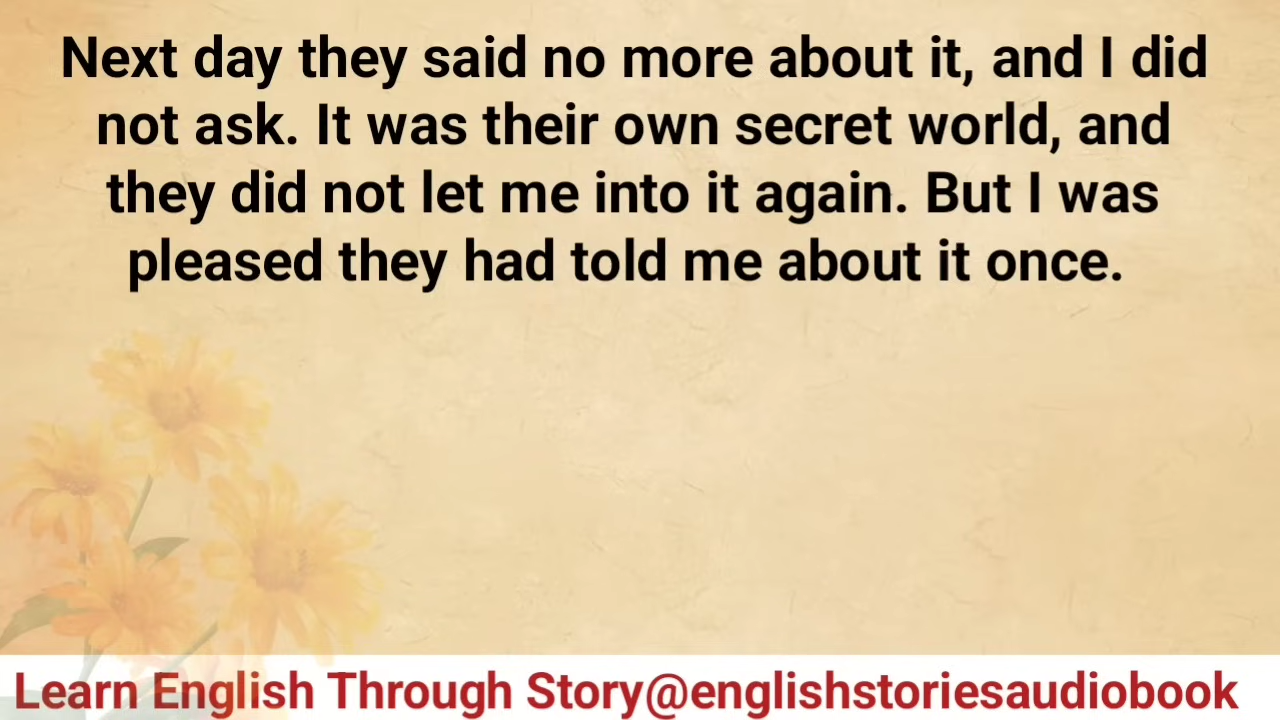 Next day they said no more about it, and I did
not ask. It was their own secret world, and
they did not let me into it again. But I was
pleased they had told me about it once.
Learn English Through Story@englishstoriesaudiobook